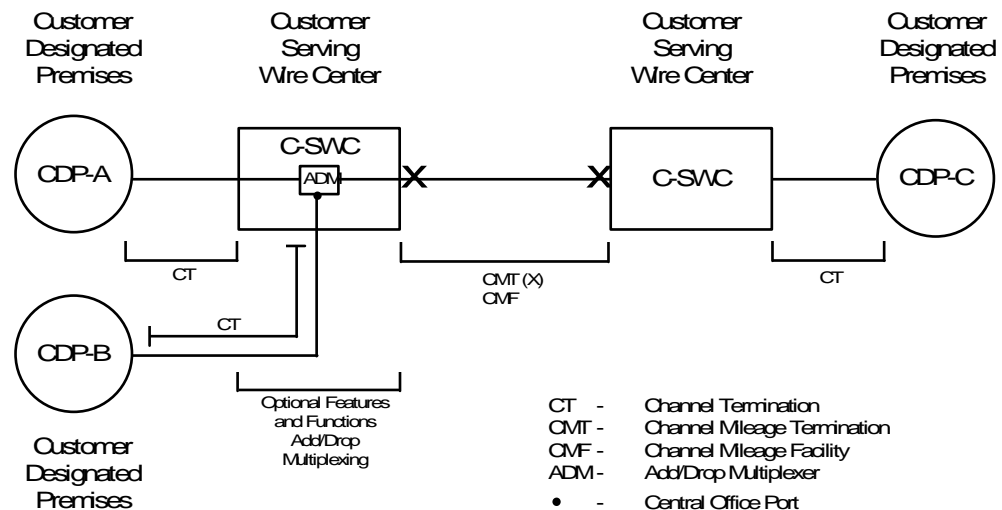 Customer
Designated
Premises
Customer
Serving
Wire Center
Customer
Serving
Wire Center
Customer
Designated
Premises
CDP-A
C-SWC
ADM
X
X
C-SWC
CDP-C
CT
CMT (X)
CMF
CT
CT
CDP-B
Optional Features
and Functions
Add/Drop
Multiplexing
Customer
Designated
Premises
CT - Channel Termination
CMT - Channel Mileage Termination
CMF - Channel Mileage Facility
ADM - Add/Drop Multiplexer
• - Central Office Port